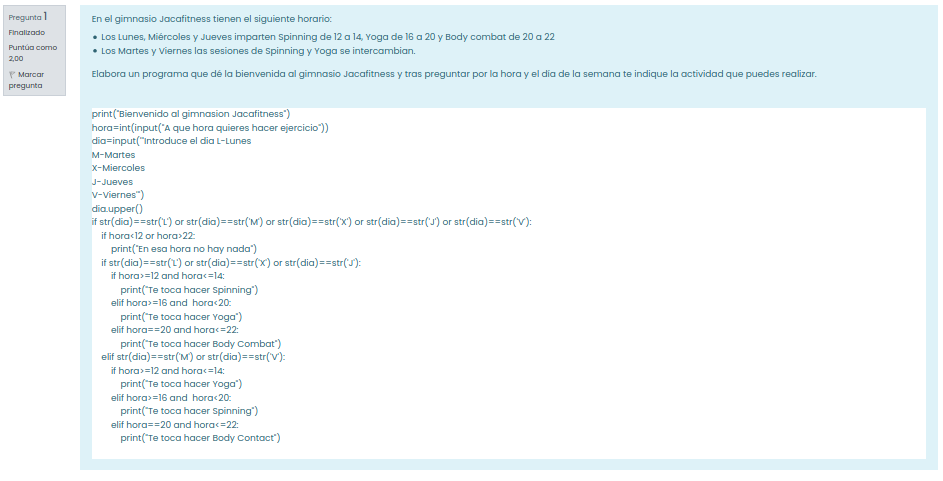 Pregunta 1
Finalizado
Puntúa como
2,00
Marcar
pregunta
En el gimnasio Jacafitness tienen el siguiente horario:
• Los Lunes, Miércoles y Jueves imparten Spinning de 12 a 14, Yoga de 16 a 20 y Body combat de 20 a 22
• Los Martes y Viernes las sesiones de Spinning y Yoga se intercambian.
Elabora un programa que dé la bienvenida al gimnasio Jacafitness y tras preguntar por la hora y el día de la semana te indique la actividad que puedes realizar.
print("Bienvenido al gimnasion Jacafitness")
hora=int(input("A que hora quieres hacer ejercicio"))
dia=input('''Introduce el dia L-Lunes
M-Martes
X-Miercoles
J-Jueves
V-Viernes''')
dia.upper()
if str(dia)==str('L') or str(dia)==str('M') or str(dia)==str('X') or str(dia)==str('J') or str(dia)==str('V'):
    if hora<12 or hora>22:
        print("En esa hora no hay nada")
    if str(dia)==str('L') or str(dia)==str('X') or str(dia)==str('J'):
        if hora>=12 and hora<=14:
            print("Te toca hacer Spinning")
        elif hora>=16 and  hora<20:
            print("Te toca hacer Yoga")
        elif hora==20 and hora<=22:
            print("Te toca hacer Body Combat")
    elif str(dia)==str('M') or str(dia)==str('V'):
        if hora>=12 and hora<=14:
            print("Te toca hacer Yoga")
        elif hora>=16 and  hora<20:
            print("Te toca hacer Spinning")
        elif hora==20 and hora<=22:
            print("Te toca hacer Body Contact")